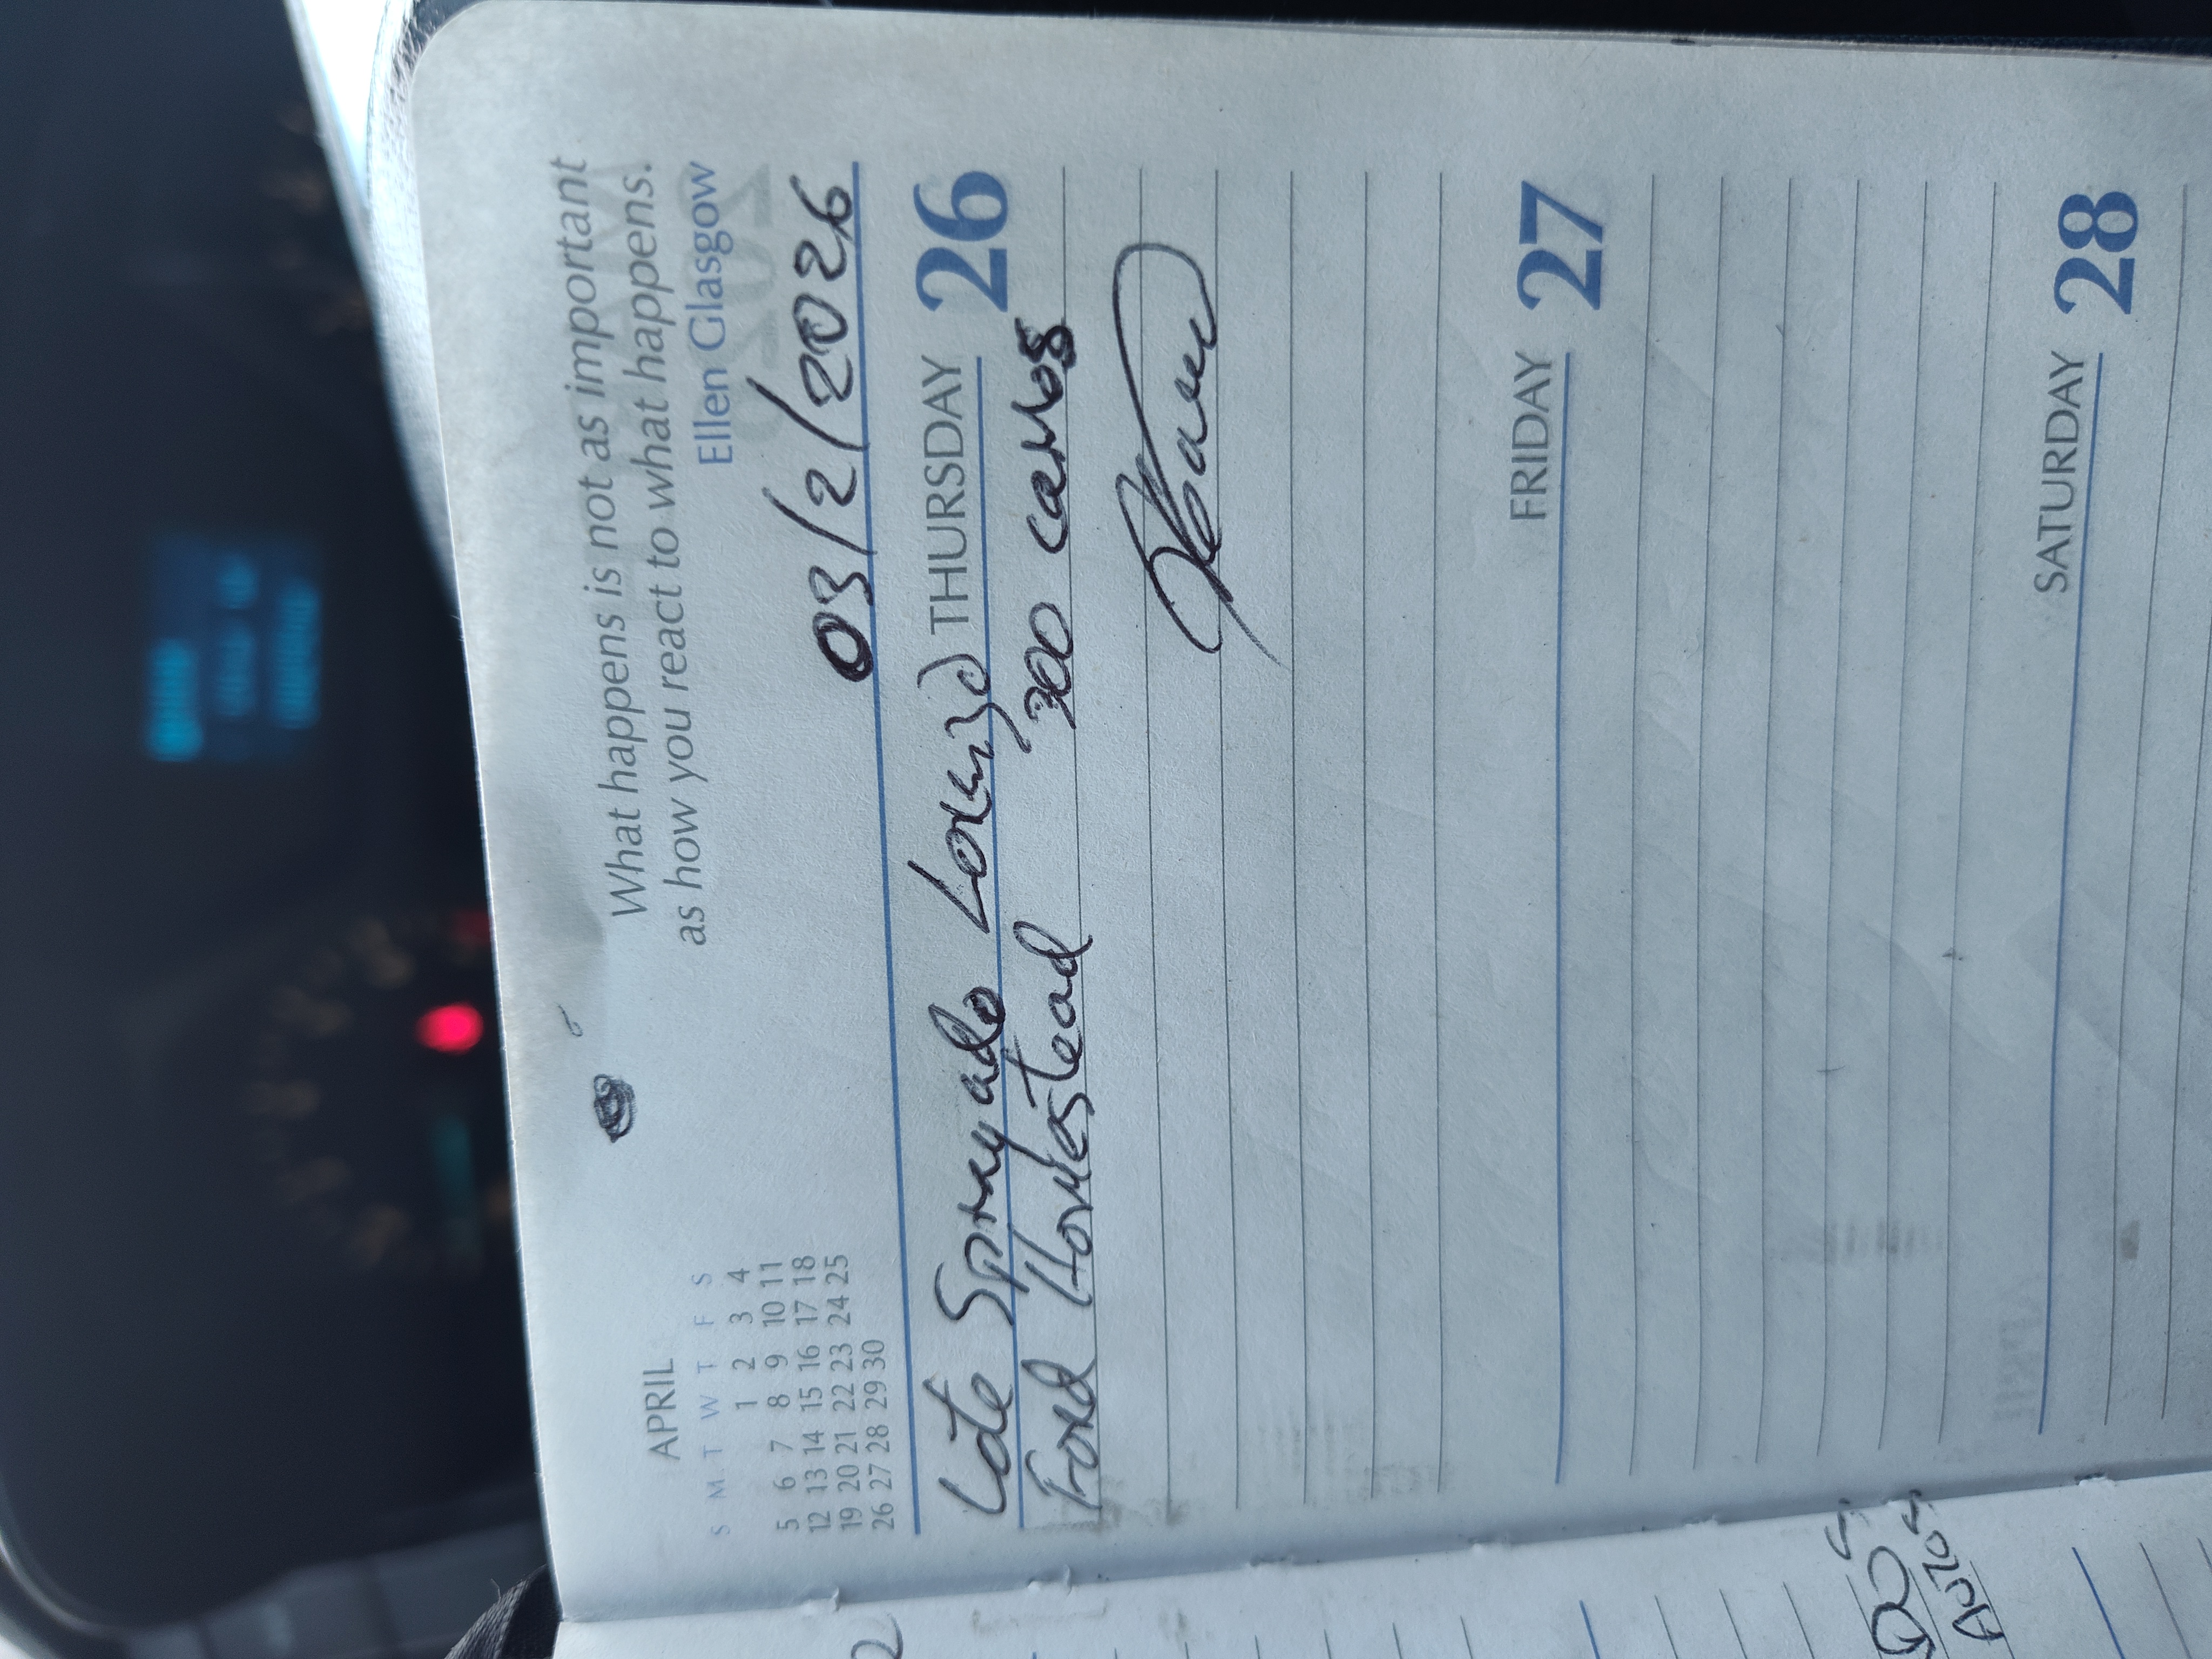 What happens is not as important
as how you react to what happens.
Ellen Glasgow
APRIL
S M T W T F S
1 2 3 4
5 6 7 8 9 10 11
12 13 14 15 16 17 18
19 20 21 22 23 24 25
26 27 28 29 30
03/2/2026
THURSDAY 26
Lote Sprayado
Ford Homestead 300 carros
FRIDAY 27
SATURDAY 28